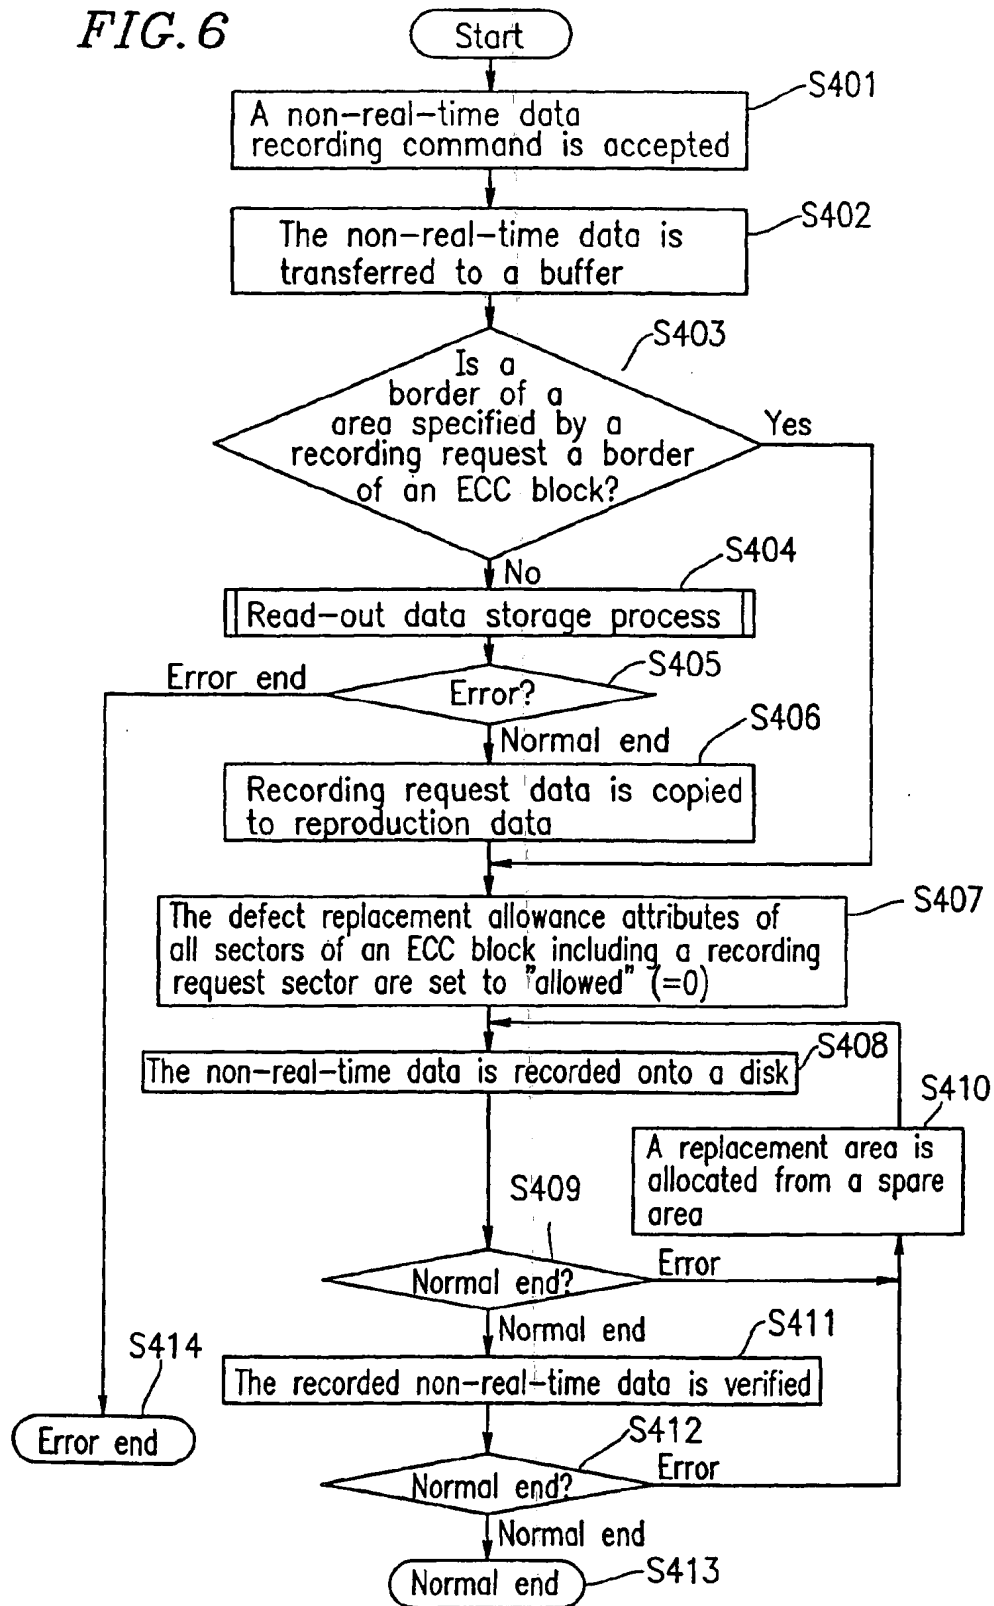 FIG. 6
Start
S401
A non-real-time data
recording command is accepted
S402
The non-real-time data is
transferred to a buffer
S403
Is a
border of a
area specified by a
recording request a border
of an ECC block?
Yes
No
S404
Read-out data storage process
S405
Error?
Error end
Normal end
S406
Recording request data is copied
to reproduction data
S407
The defect replacement allowance attributes of
all sectors of an ECC block including a recording
request sector are set to "allowed" (=0)
S408
The non-real-time data is recorded onto a disk
S410
A replacement area is
allocated from a spare
area
S409
Normal end?
Error
Normal end
S411
The recorded non-real-time data is verified
S414
Error end
S412
Normal end?
Error
Normal end
Normal end
S413